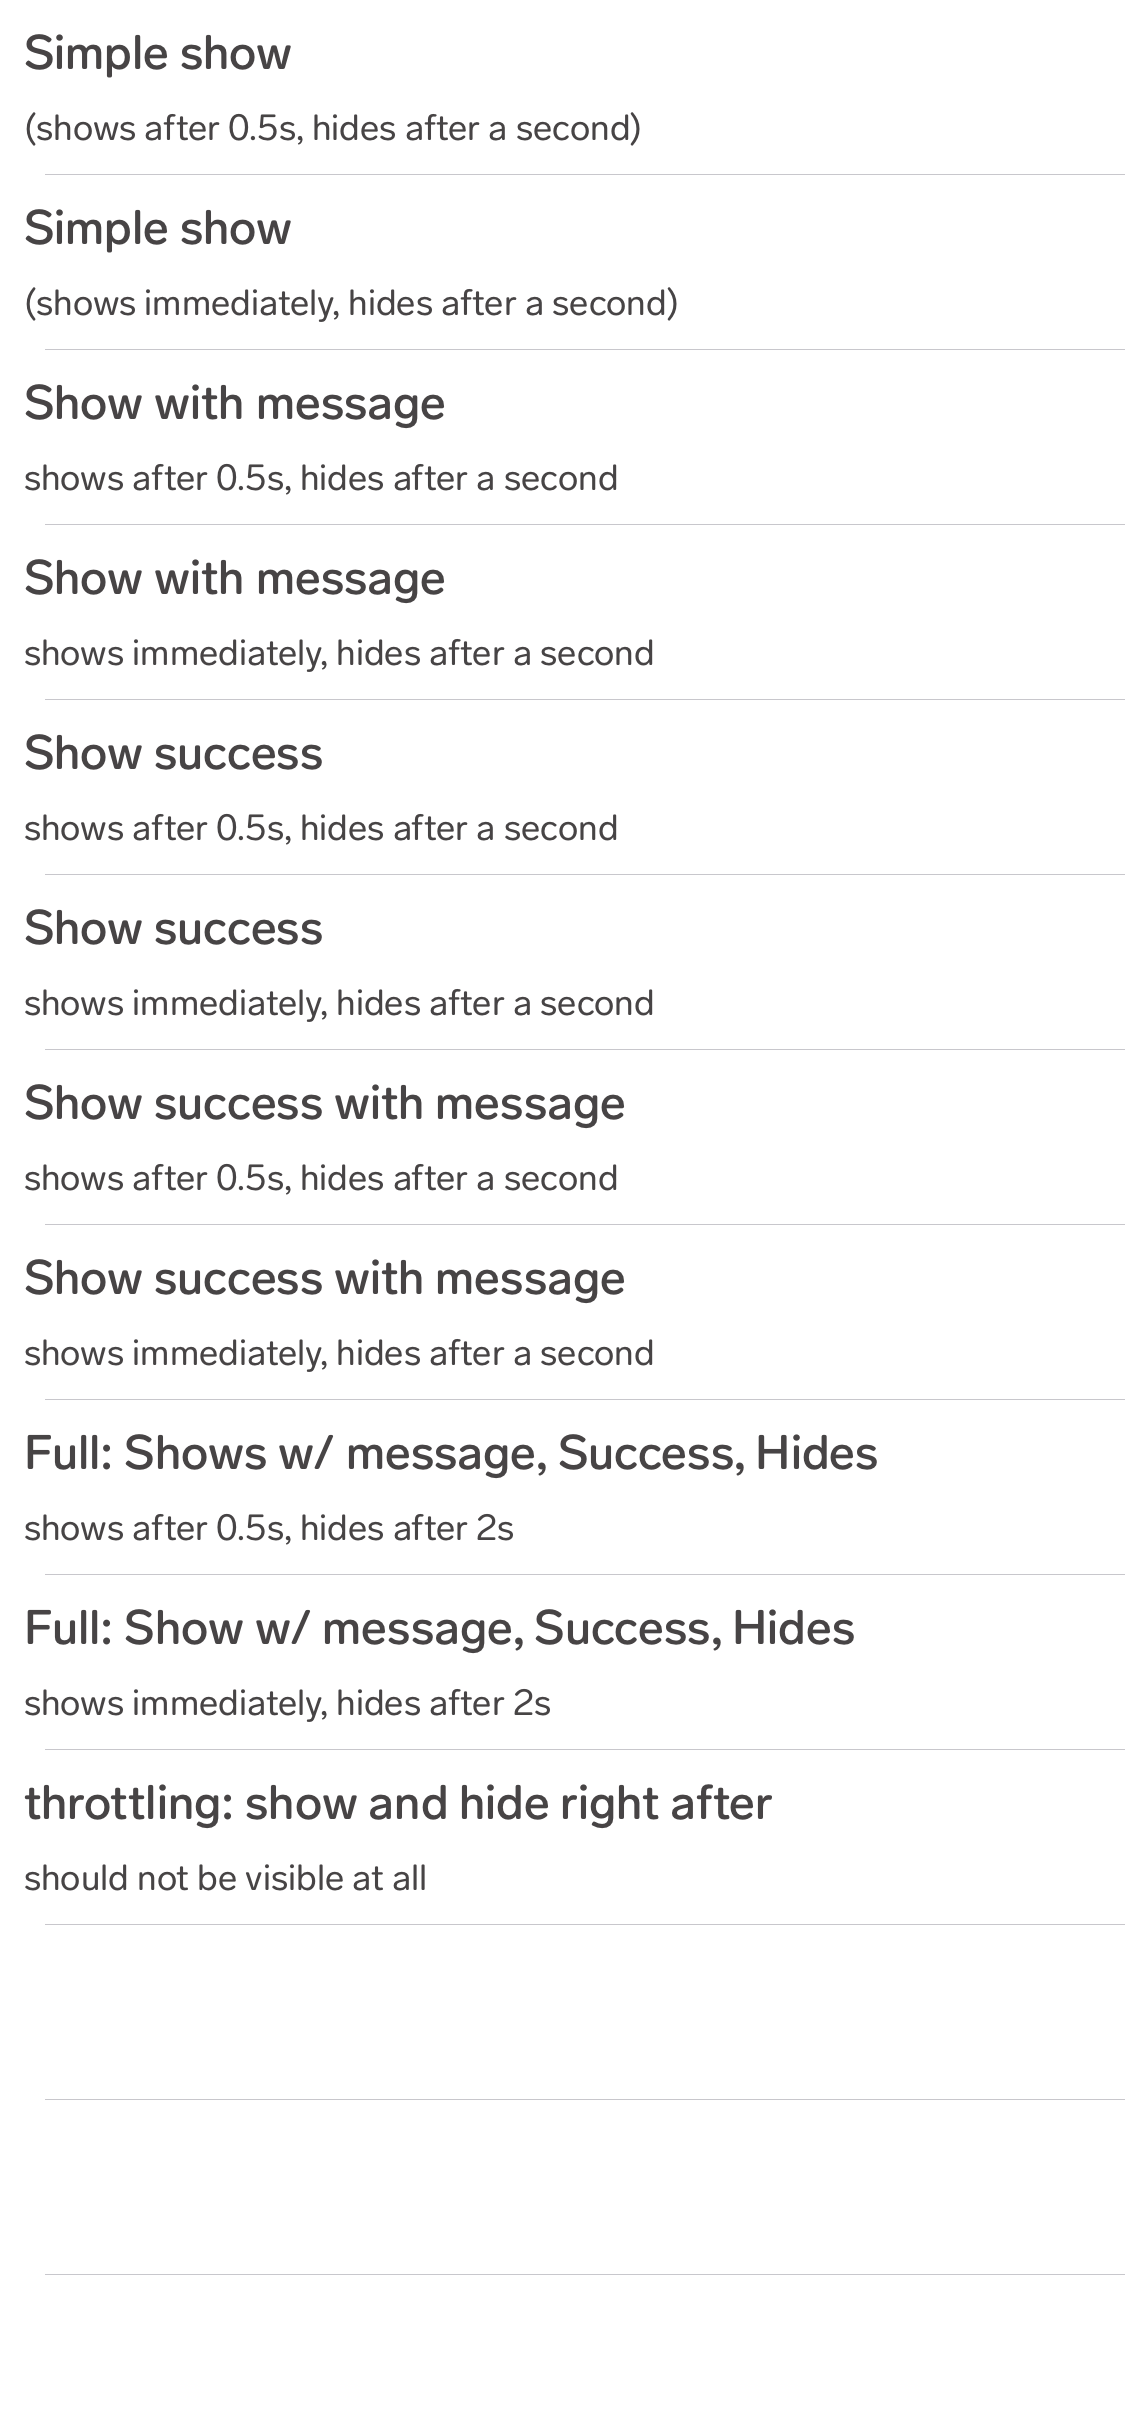 Simple show
(shows after 0.5s, hides after a second)
Simple show
(shows immediately, hides after a second)
Show with message
shows after 0.5s, hides after a second
Show with message
shows immediately, hides after a second
Show success
shows after 0.5s, hides after a second
Show success
shows immediately, hides after a second
Show success with message
shows after 0.5s, hides after a second
Show success with message
shows immediately, hides after a second
Full: Shows w/ message, Success, Hides
shows after 0.5s, hides after 2s
Full: Show w/ message, Success, Hides
shows immediately, hides after 2s
throttling: show and hide right after
should not be visible at all